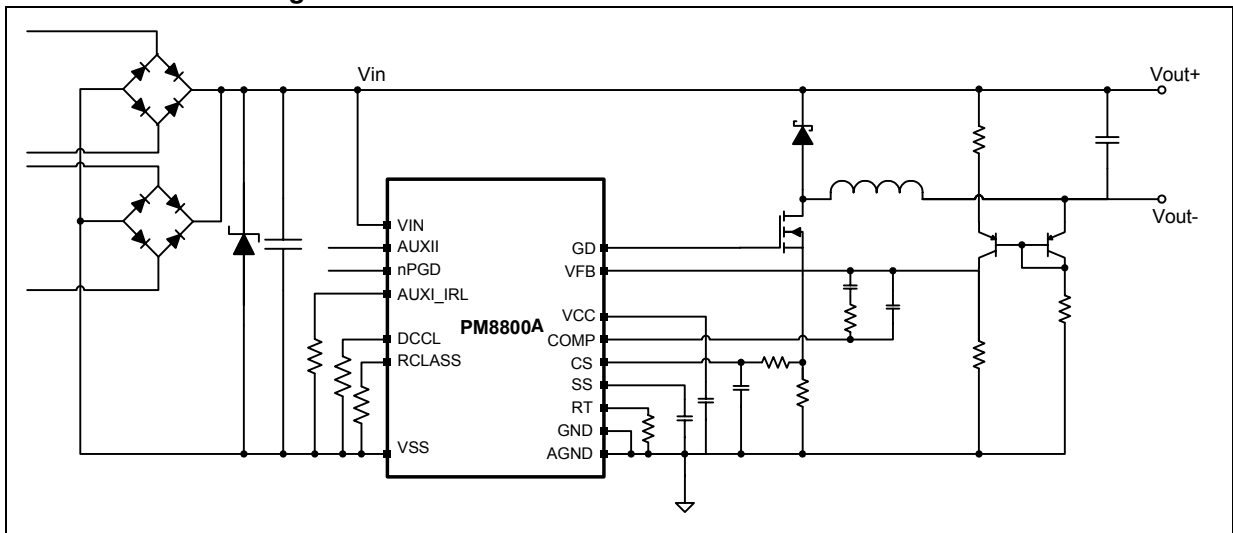 Vin
Vout+
Vout-
VIN
AUXII
nPGD
AUXI_IRL
DCCL
RCLASS
VSS
PM8800A
GD
VFB
VCC
COMP
CS
SS
RT
GND
AGND